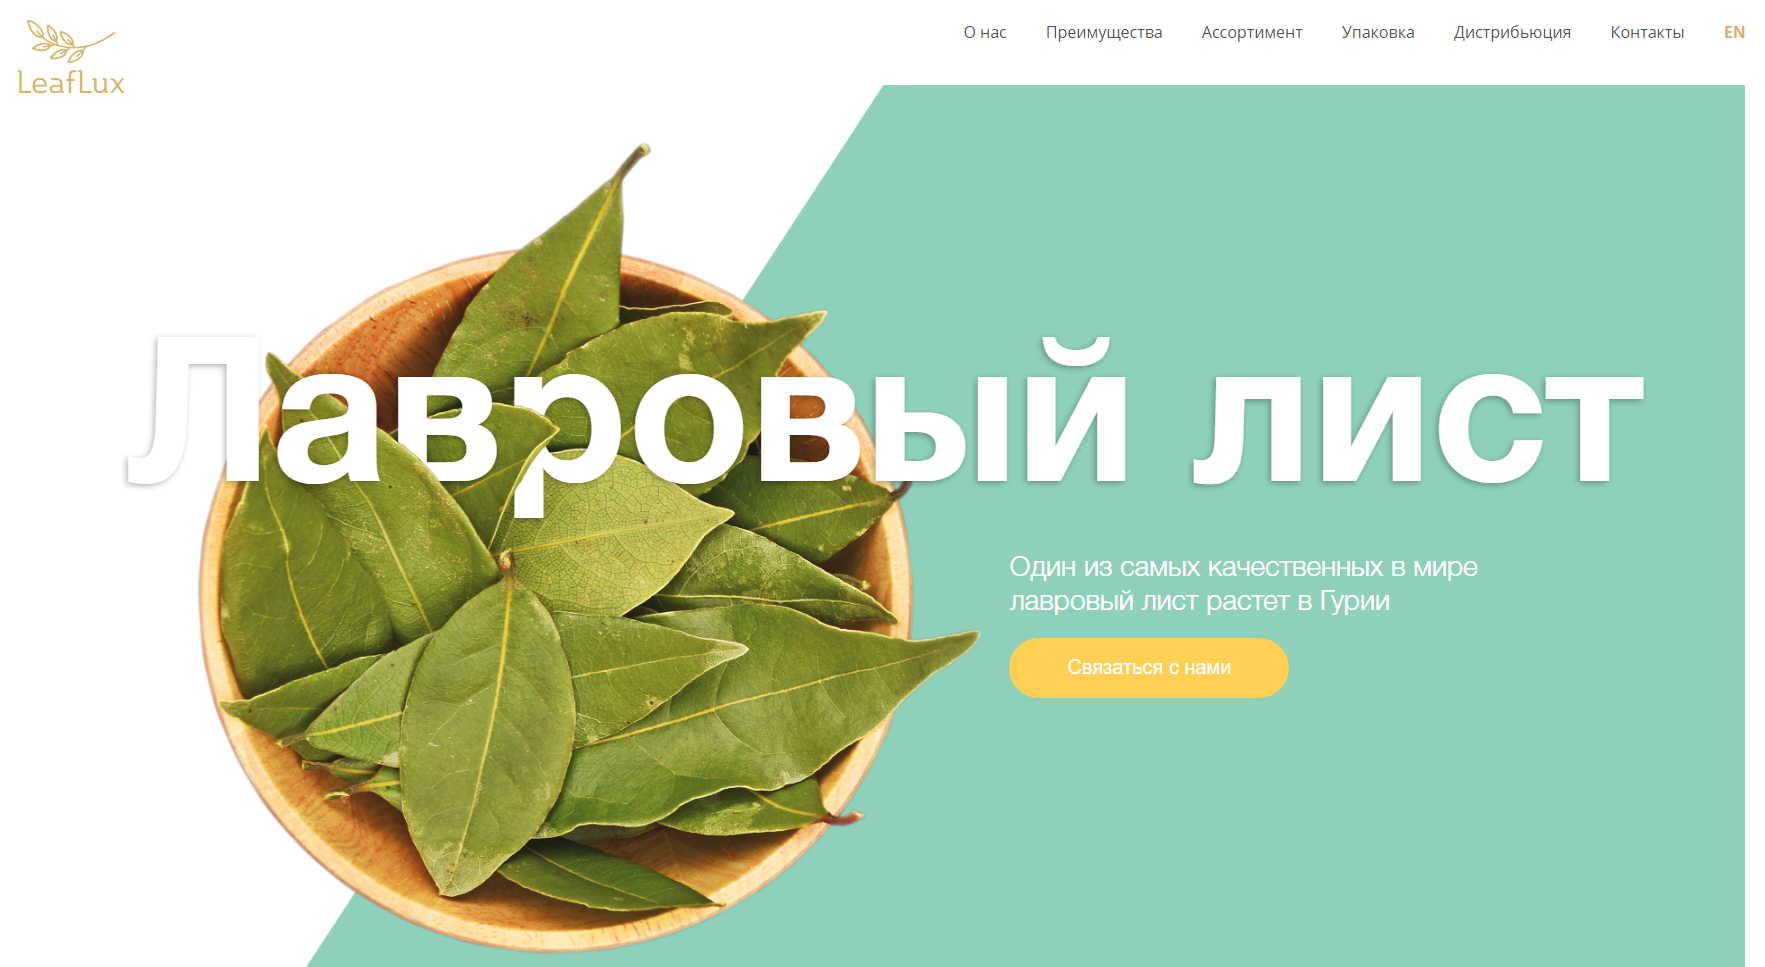 LeafLux
О нас
Преимущества
Ассортимент
Упаковка
Дистрибьюция
Контакты
EN
Лавровый лист
Один из самых качественных в мире
лавровый лист растет в Гурии
Связаться с нами